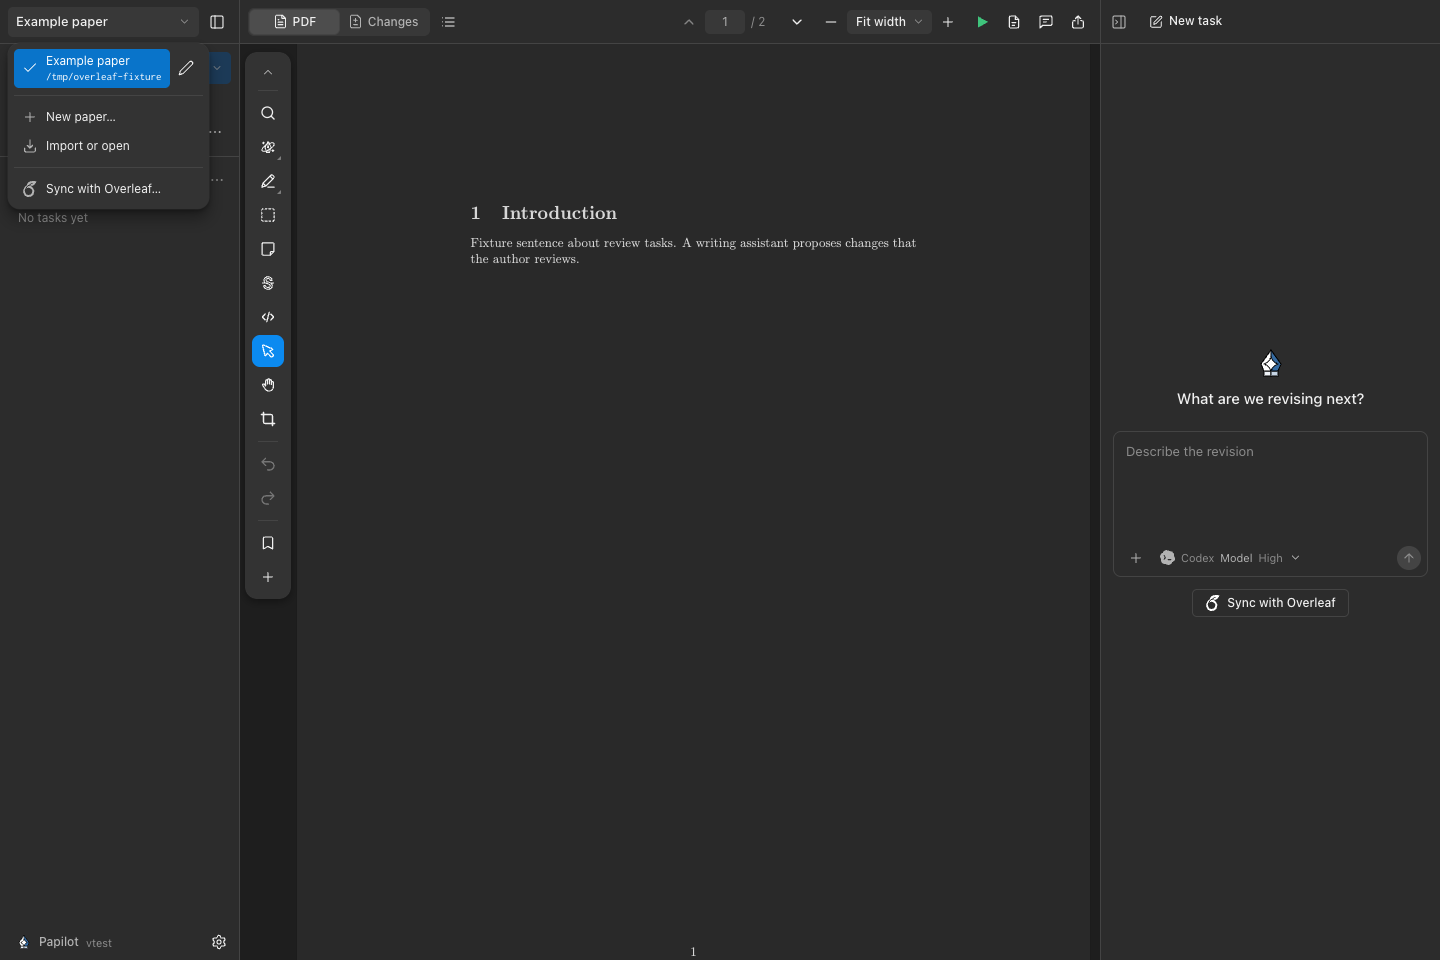 Example paper
PDF
Changes
1 / 2
Fit width
New task
Example paper
/tmp/overleaf-fixture
New paper...
Import or open
Sync with Overleaf...
No tasks yet
1 Introduction
Fixture sentence about review tasks. A writing assistant proposes changes that
the author reviews.
1
What are we revising next?
Describe the revision
Codex Model High
Sync with Overleaf
Papilot vtest